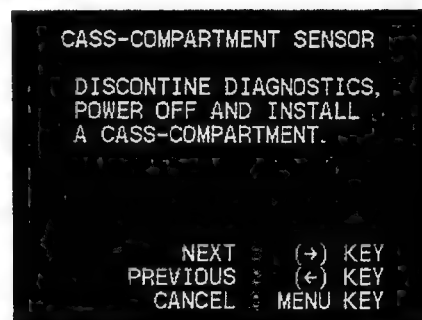 CASS-COMPARTMENT SENSOR
DISCONTINE DIAGNOSTICS,
POWER OFF AND INSTALL
A CASS-COMPARTMENT.
NEXT : (→) KEY
PREVIOUS : (←) KEY
CANCEL : MENU KEY